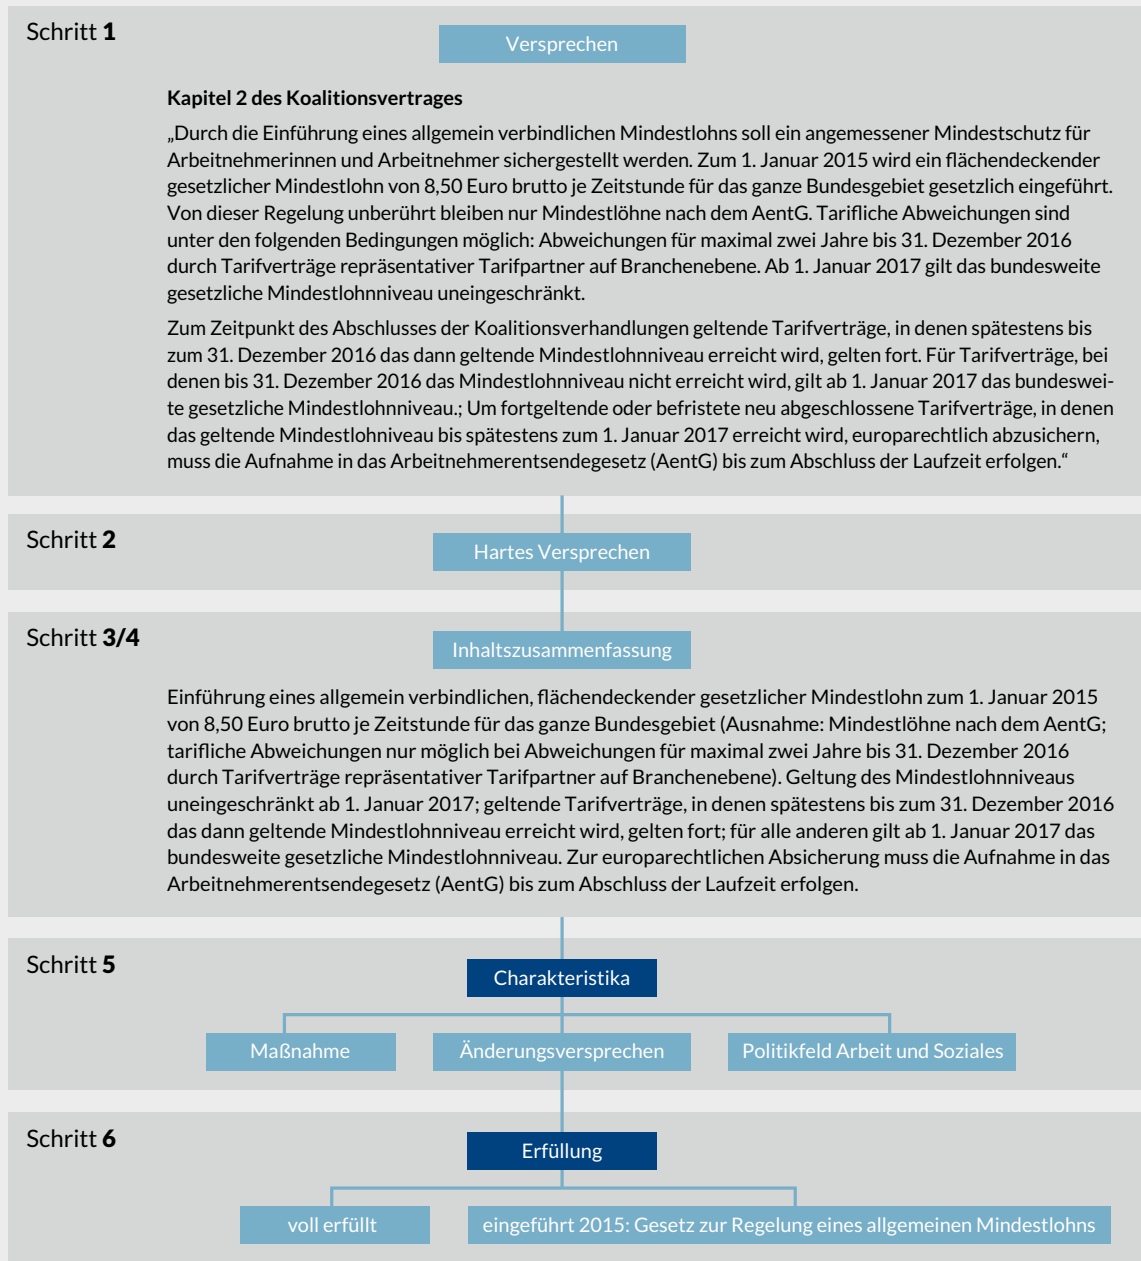 Schritt 1
Versprechen
Kapitel 2 des Koalitionsvertrages
„Durch die Einführung eines allgemein verbindlichen Mindestlohns soll ein angemessener Mindestschutz für
Arbeitnehmerinnen und Arbeitnehmer sichergestellt werden. Zum 1. Januar 2015 wird ein flächendeckender
gesetzlicher Mindestlohn von 8,50 Euro brutto je Zeitstunde für das ganze Bundesgebiet gesetzlich eingeführt.
Von dieser Regelung unberührt bleiben nur Mindestlöhne nach dem AentG. Tarifliche Abweichungen sind
unter den folgenden Bedingungen möglich: Abweichungen für maximal zwei Jahre bis 31. Dezember 2016
durch Tarifverträge repräsentativer Tarifpartner auf Branchenebene. Ab 1. Januar 2017 gilt das bundesweite
gesetzliche Mindestlohnniveau uneingeschränkt.
Zum Zeitpunkt des Abschlusses der Koalitionsverhandlungen geltende Tarifverträge, in denen spätestens bis
zum 31. Dezember 2016 das dann geltende Mindestlohnniveau erreicht wird, gelten fort. Für Tarifverträge, bei
denen bis 31. Dezember 2016 das Mindestlohnniveau nicht erreicht wird, gilt ab 1. Januar 2017 das bundeswei-
te gesetzliche Mindestlohnniveau.; Um fortgeltende oder befristete neu abgeschlossene Tarifverträge, in denen
das geltende Mindestlohniveau bis spätestens zum 1. Januar 2017 erreicht wird, europarechtlich abzusichern,
muss die Aufnahme in das Arbeitnehmerentsendegesetz (AentG) bis zum Abschluss der Laufzeit erfolgen.“
Schritt 2
Hartes Versprechen
Schritt 3/4
Inhaltszusammenfassung
Einführung eines allgemein verbindlichen, flächendeckender gesetzlicher Mindestlohn zum 1. Januar 2015
von 8,50 Euro brutto je Zeitstunde für das ganze Bundesgebiet (Ausnahme: Mindestlöhne nach dem AentG;
tarifliche Abweichungen nur möglich bei Abweichungen für maximal zwei Jahre bis 31. Dezember 2016
durch Tarifverträge repräsentativer Tarifpartner auf Branchenebene). Geltung des Mindestlohnniveaus
uneingeschränkt ab 1. Januar 2017; geltende Tarifverträge, in denen spätestens bis zum 31. Dezember 2016
das dann geltende Mindestlohnniveau erreicht wird, gelten fort; für alle anderen gilt ab 1. Januar 2017 das
bundesweite gesetzliche Mindestlohnniveau. Zur europarechtlichen Absicherung muss die Aufnahme in das
Arbeitnehmerentsendegesetz (AentG) bis zum Abschluss der Laufzeit erfolgen.
Schritt 5
Charakteristika
Maßnahme
Änderungsversprechen
Politikfeld Arbeit und Soziales
Schritt 6
Erfüllung
voll erfüllt
eingeführt 2015: Gesetz zur Regelung eines allgemeinen Mindestlohns